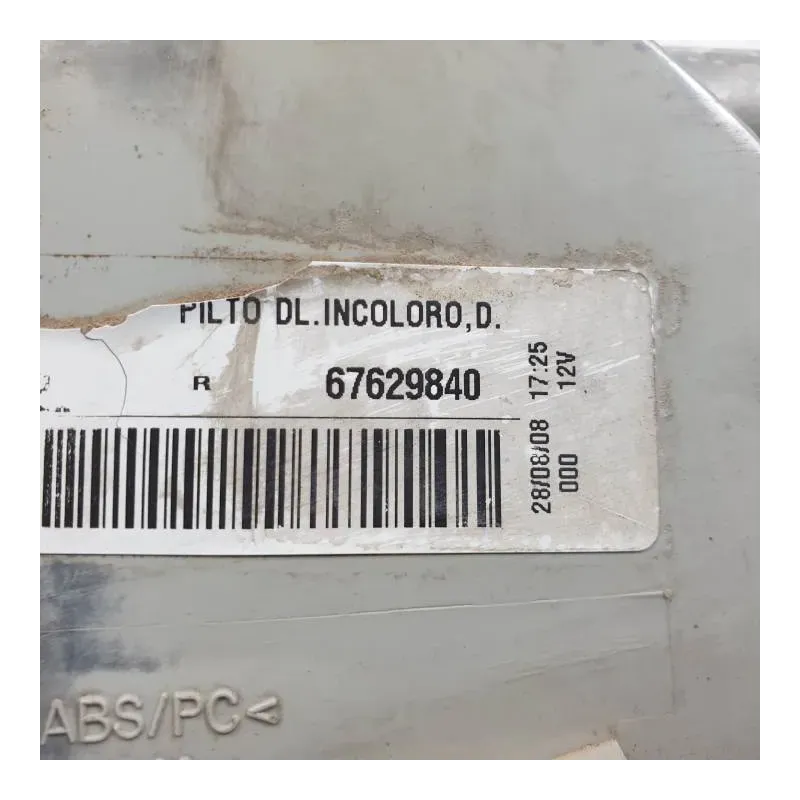 PILTO DL.INCOLORO,D.
R 67629840
28/08/08 17:25
000 12V
ABS/PC<